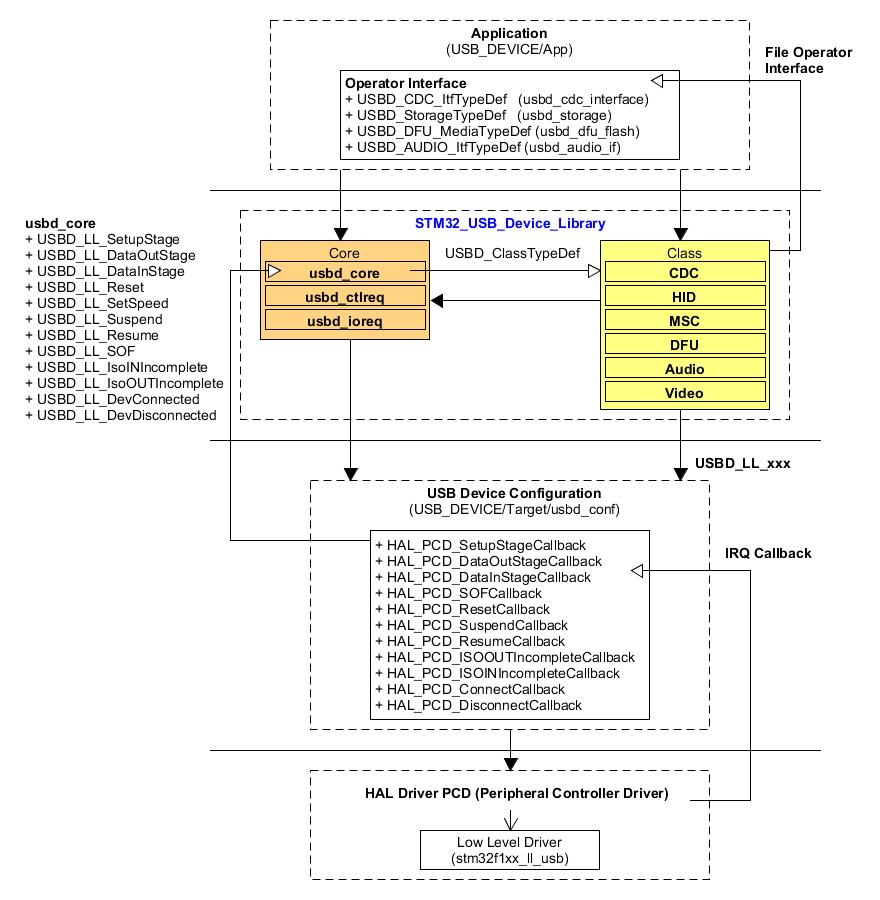 Application
(USB_DEVICE/App)
File Operator
Interface
Operator Interface
+ USBD_CDC_ItfTypeDef (usbd_cdc_interface)
+ USBD_StorageTypeDef (usbd_storage)
+ USBD_DFU_MediaTypeDef (usbd_dfu_flash)
+ USBD_AUDIO_ItfTypeDef (usbd_audio_if)
usbd_core
+ USBD_LL_SetupStage
+ USBD_LL_DataOutStage
+ USBD_LL_DataInStage
+ USBD_LL_Reset
+ USBD_LL_SetSpeed
+ USBD_LL_Suspend
+ USBD_LL_Resume
+ USBD_LL_SOF
+ USBD_LL_IsoINIncomplete
+ USBD_LL_IsoOUTIncomplete
+ USBD_LL_DevConnected
+ USBD_LL_DevDisconnected
STM32_USB_Device_Library
Core
usbd_core
usbd_ctlreq
usbd_ioreq
USBD_ClassTypeDef
Class
CDC
HID
MSC
DFU
Audio
Video
USBD_LL_xxx
USB Device Configuration
(USB_DEVICE/Target/usbd_conf)
+ HAL_PCD_SetupStageCallback
+ HAL_PCD_DataOutStageCallback
+ HAL_PCD_DataInStageCallback
+ HAL_PCD_SOFCallback
+ HAL_PCD_ResetCallback
+ HAL_PCD_SuspendCallback
+ HAL_PCD_ResumeCallback
+ HAL_PCD_ISOOUTIncompleteCallback
+ HAL_PCD_ISOINIncompleteCallback
+ HAL_PCD_ConnectCallback
+ HAL_PCD_DisconnectCallback
IRQ Callback
HAL Driver PCD (Peripheral Controller Driver)
Low Level Driver
(stm32f1xx_ll_usb)